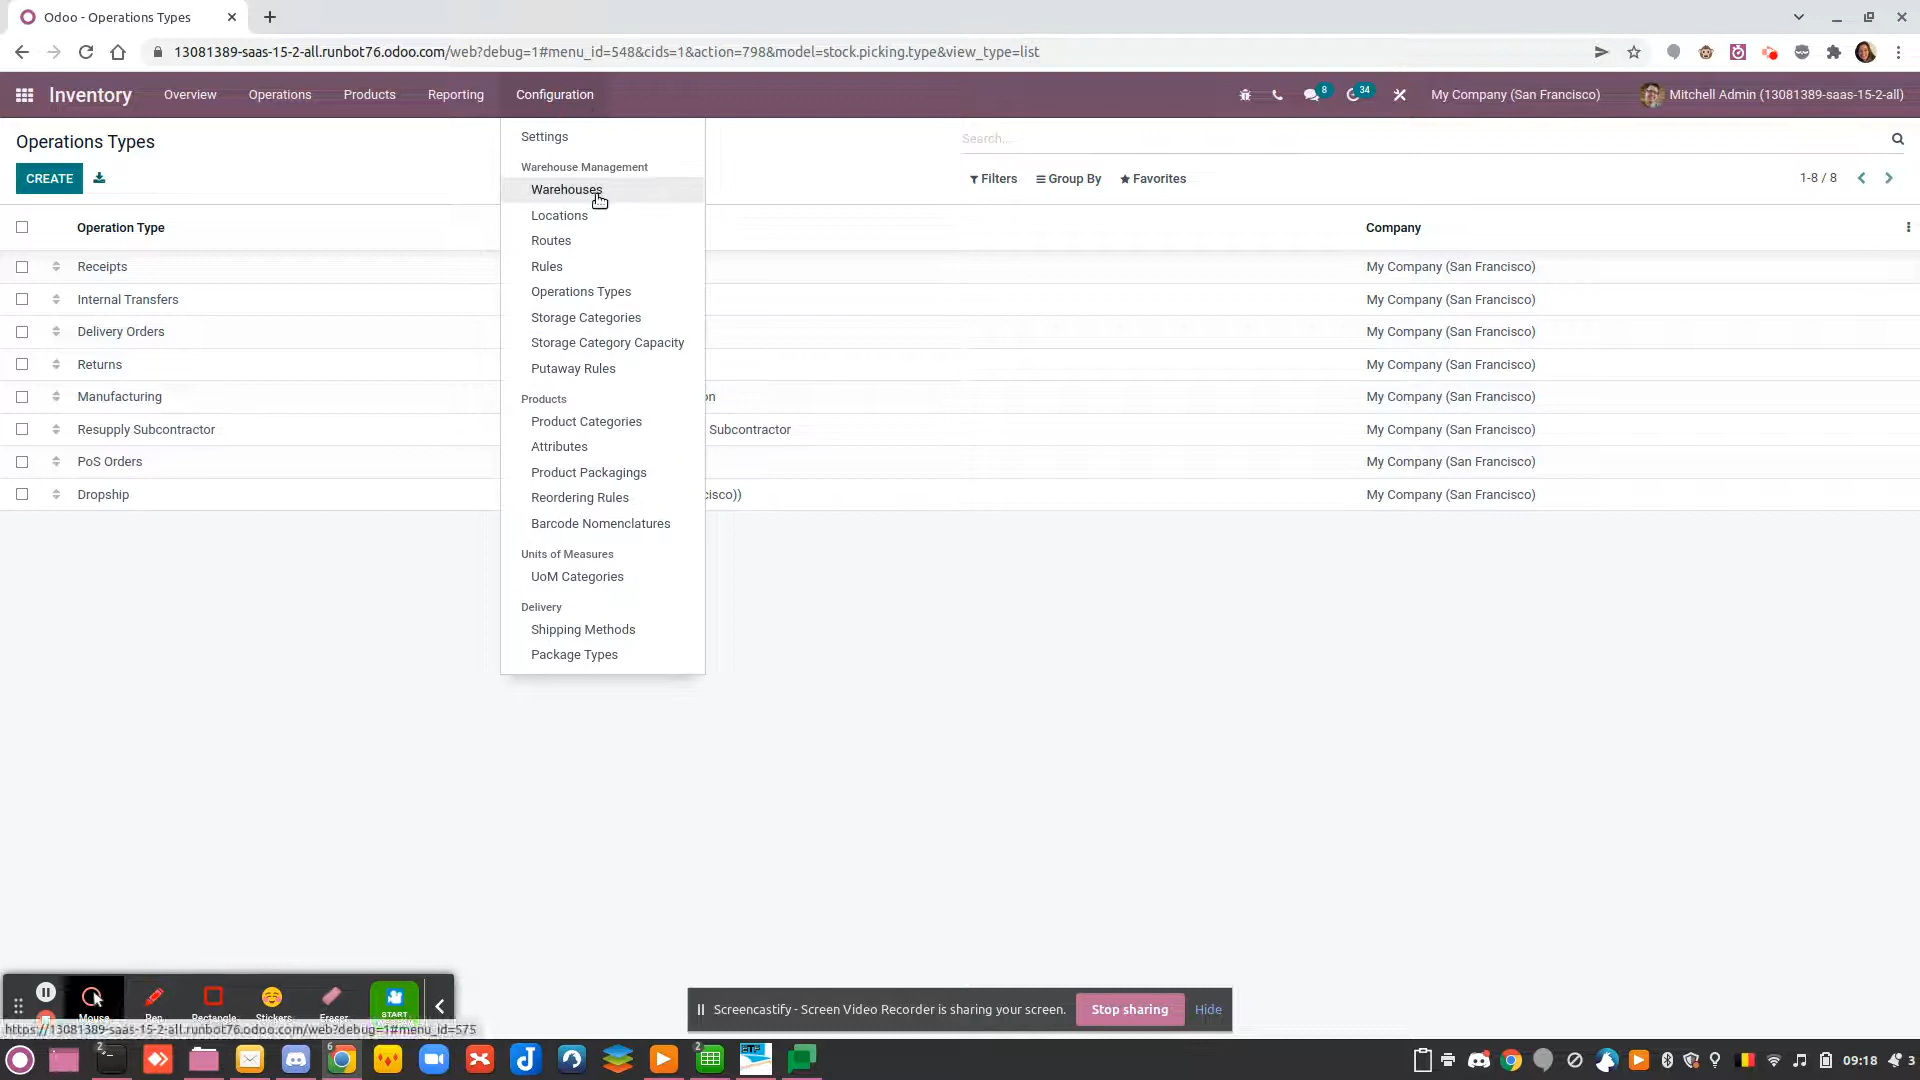 Odoo - Operations Types
13081389-saas-15-2-all.runbot76.odoo.com/web?debug=1#menu_id=548&cids=1&action=798&model=stock.picking.type&view_type=list
Inventory Overview Operations Products Reporting Configuration 8 34 My Company (San Francisco) Mitchell Admin (13081389-saas-15-2-all)
Operations Types
Search...
CREATE
Filters Group By Favorites 1-8 / 8
Settings
Warehouse Management
Warehouses
Locations
Routes
Rules
Operations Types
Storage Categories
Storage Category Capacity
Putaway Rules
Products
Product Categories
Attributes
Product Packagings
Reordering Rules
Barcode Nomenclatures
Units of Measures
UoM Categories
Delivery
Shipping Methods
Package Types
Operation Type Company
Receipts My Company (San Francisco)
Internal Transfers My Company (San Francisco)
Delivery Orders My Company (San Francisco)
Returns My Company (San Francisco)
Manufacturing on My Company (San Francisco)
Resupply Subcontractor Subcontractor My Company (San Francisco)
PoS Orders My Company (San Francisco)
Dropship cisco)) My Company (San Francisco)
Mouse Pen Rectangle Stickers Eraser START
Screencastify - Screen Video Recorder is sharing your screen. Stop sharing Hide
https://13081389-saas-15-2-all.runbot76.odoo.com/web?debug=1#menu_id=575
2 6 2 09:18 3